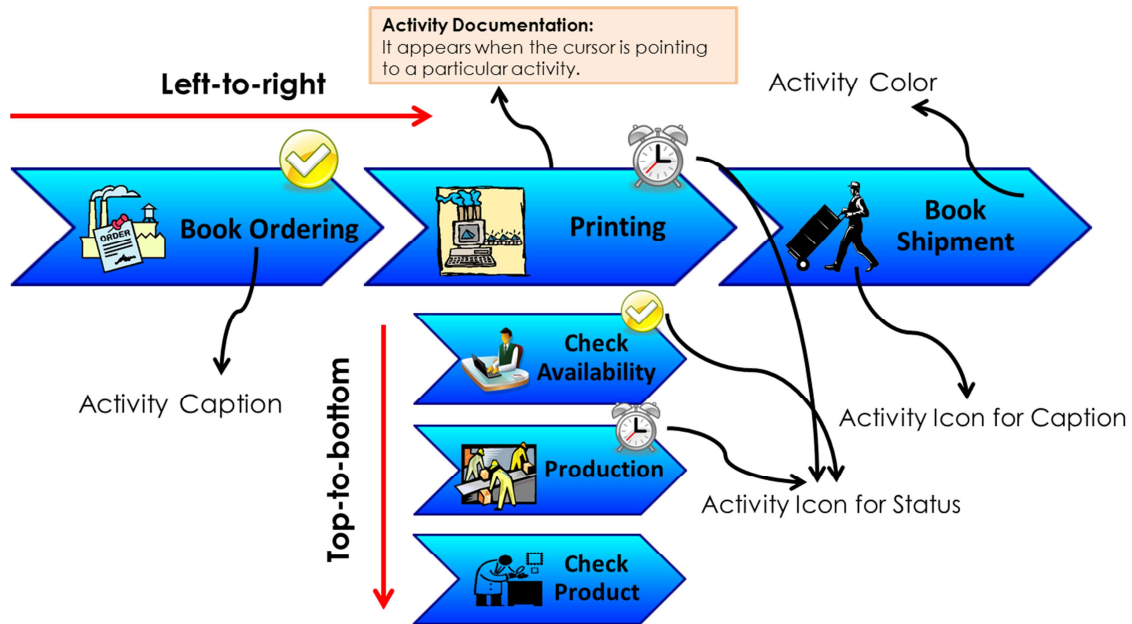 Activity Documentation:
It appears when the cursor is pointing
to a particular activity.
Left-to-right
Activity Color
ORDER
Book Ordering
Printing
Book
Shipment
Check
Availability
Activity Caption
Top-to-bottom
Activity Icon for Caption
Production
Activity Icon for Status
Check
Product